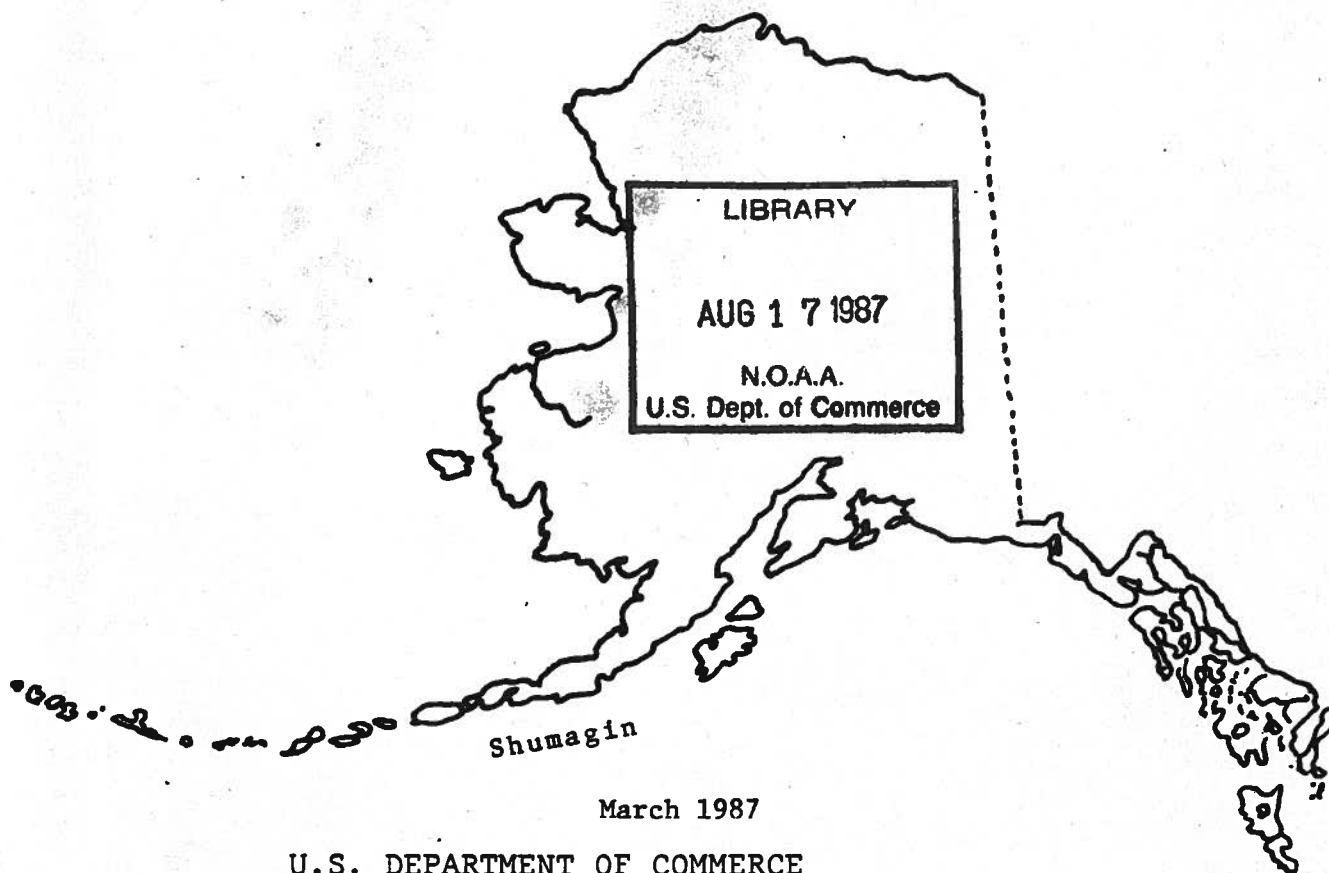 LIBRARY
AUG 1 7 1987
N.O.A.A.
U.S. Dept. of Commerce
Shumagin
March 1987
U.S. DEPARTMENT OF COMMERCE